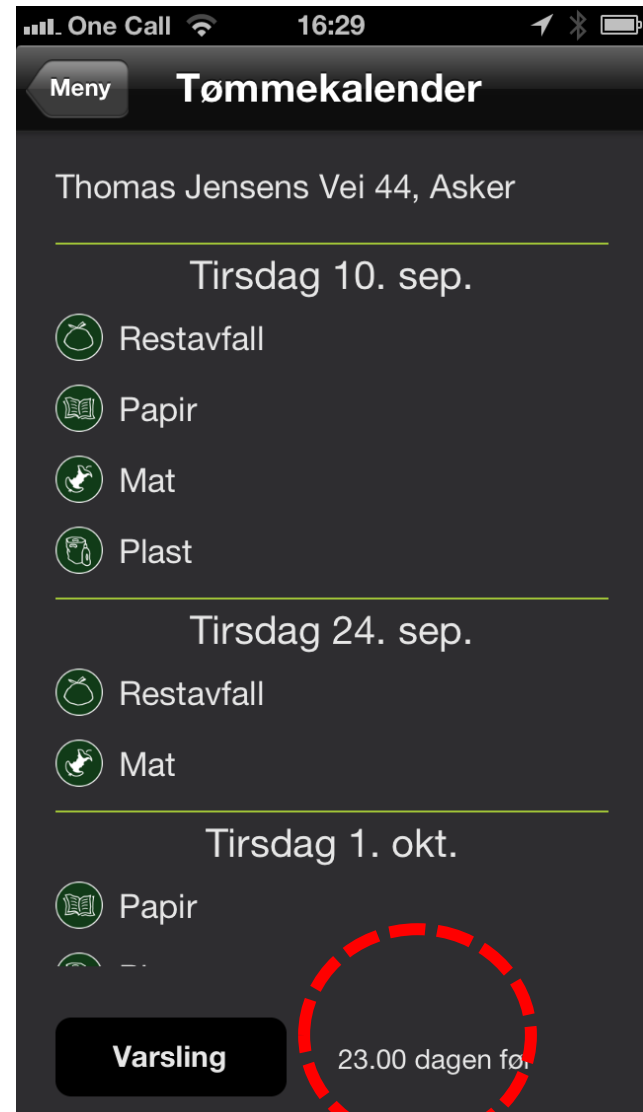 One Call 16:29
Meny Tømmekalender
Thomas Jensens Vei 44, Asker
Tirsdag 10. sep.
Restavfall
Papir
Mat
Plast
Tirsdag 24. sep.
Restavfall
Mat
Tirsdag 1. okt.
Papir
Varsling 23.00 dagen før